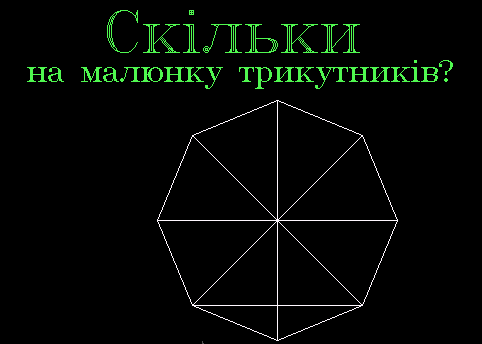 Скільки
на малюнку трикутників?